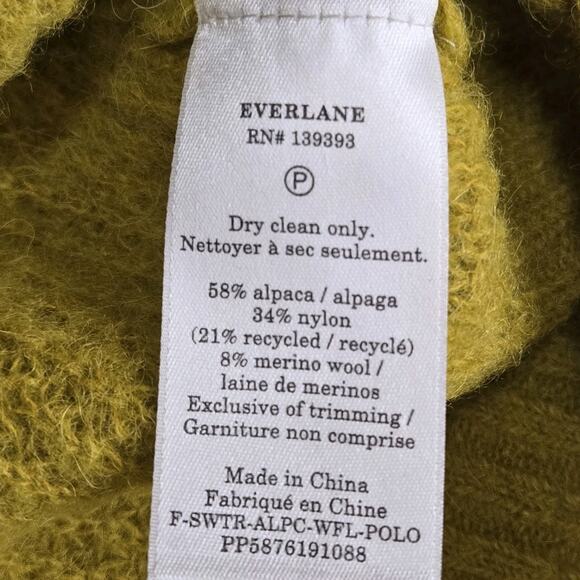 EVERLANE
RN# 139393
P
Dry clean only.
Nettoyer à sec seulement.
58% alpaca / alpaga
34% nylon
(21% recycled / recyclé)
8% merino wool /
laine de merinos
Exclusive of trimming /
Garniture non comprise
Made in China
Fabriqué en Chine
F-SWTR-ALPC-WFL-POLO
PP5876191088